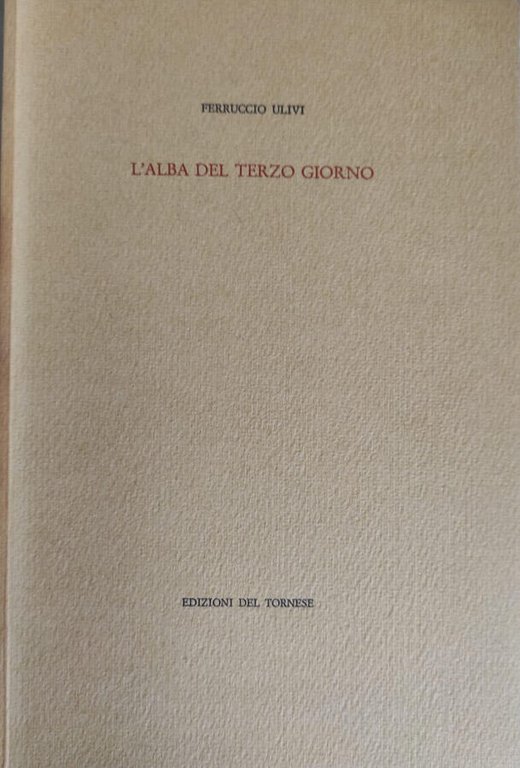 FERRUCCIO ULIVI
L'ALBA DEL TERZO GIORNO
EDIZIONI DEL TORNESE